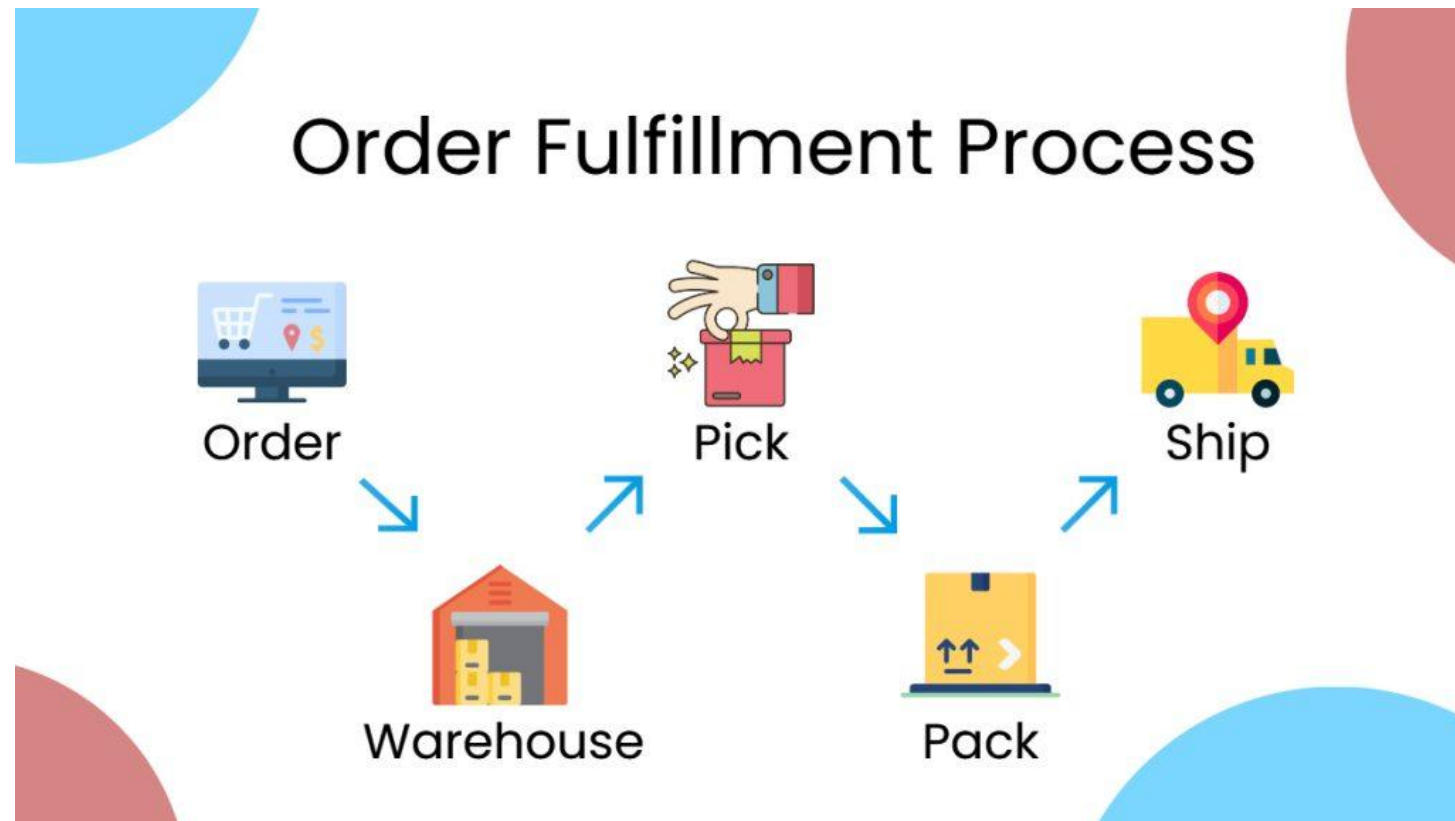 Order Fulfillment Process
$
Order
Pick
Ship
Warehouse
Pack